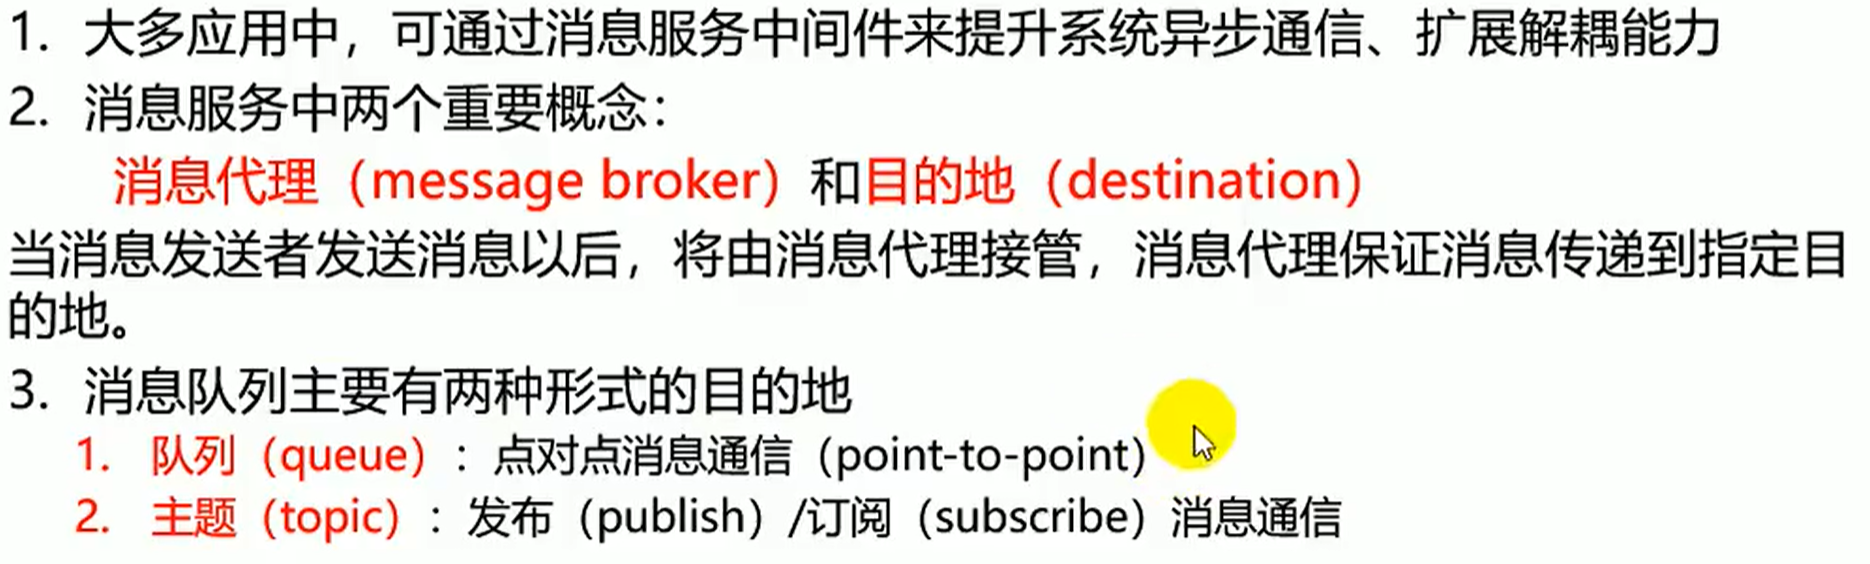 1. 大多应用中，可通过消息服务中间件来提升系统异步通信、扩展解耦能力
2. 消息服务中两个重要概念：
消息代理（message broker）和目的地（destination）
当消息发送者发送消息以后，将由消息代理接管，消息代理保证消息传递到指定目
的地。
3. 消息队列主要有两种形式的目的地
1. 队列（queue）：点对点消息通信（point-to-point）
2. 主题（topic）：发布（publish）/订阅（subscribe）消息通信